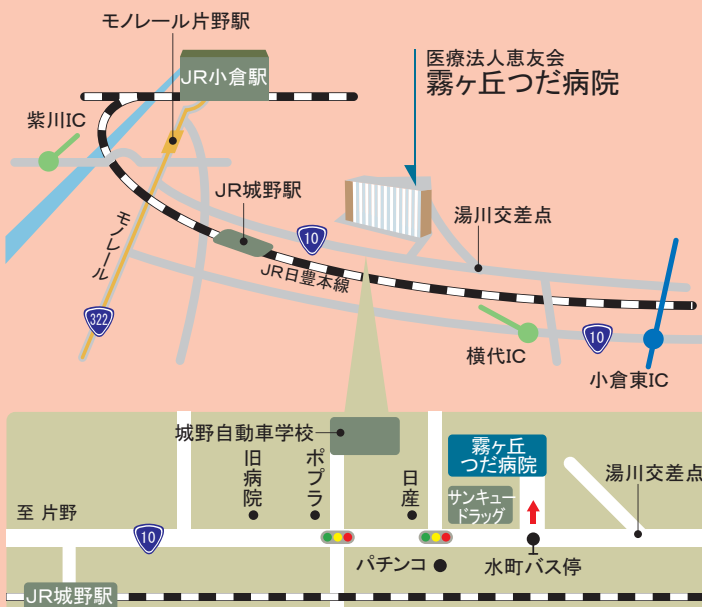 モノレール片野駅
JR小倉駅
医療法人恵友会
霧ヶ丘つだ病院
紫川IC
JR城野駅
10
湯川交差点
モノレール
JR日豊本線
322
横代IC
10
小倉東IC
城野自動車学校
旧病院
ポプラ
日産
霧ヶ丘
つだ病院
サンキュー
ドラッグ
湯川交差点
至 片野
10
パチンコ
水町バス停
JR城野駅